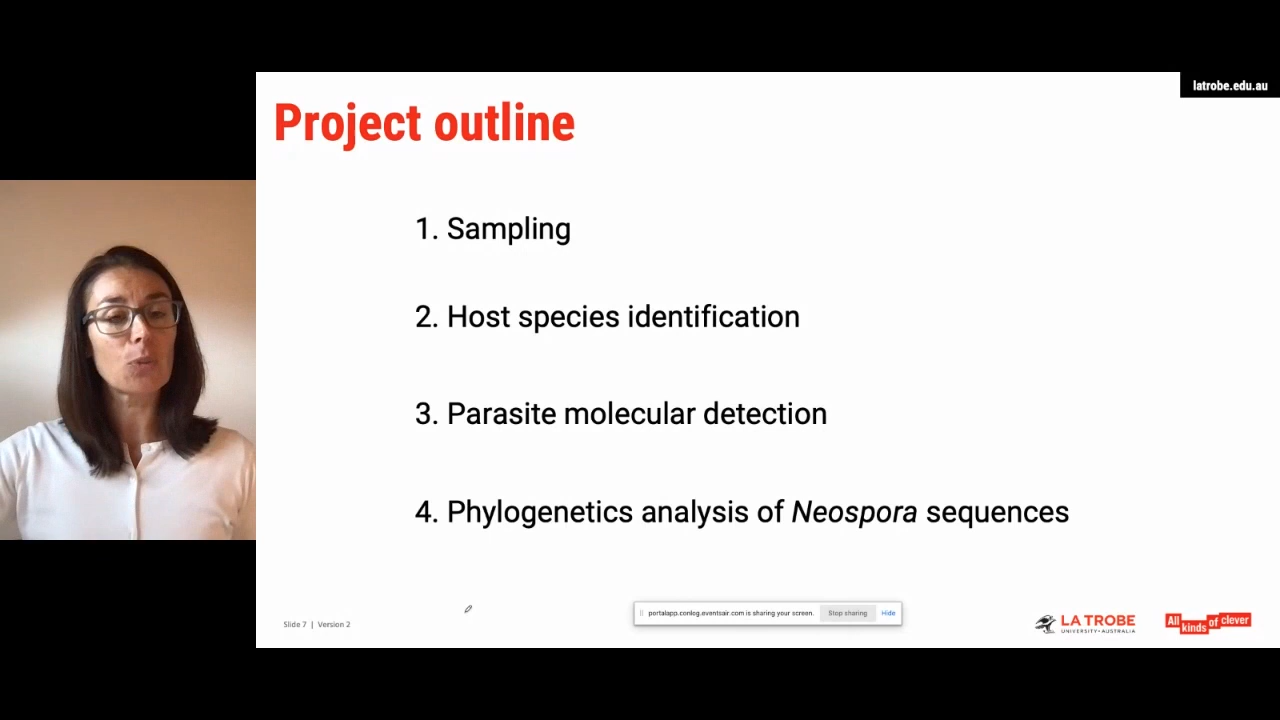 latrobe.edu.au
Project outline
1. Sampling
2. Host species identification
3. Parasite molecular detection
4. Phylogenetics analysis of Neospora sequences
Slide 7 | Version 2
portalapp.conlog.eventsair.com is sharing your screen.
Stop sharing
Hide
LA TROBE
UNIVERSITY•AUSTRALIA
All kinds of clever